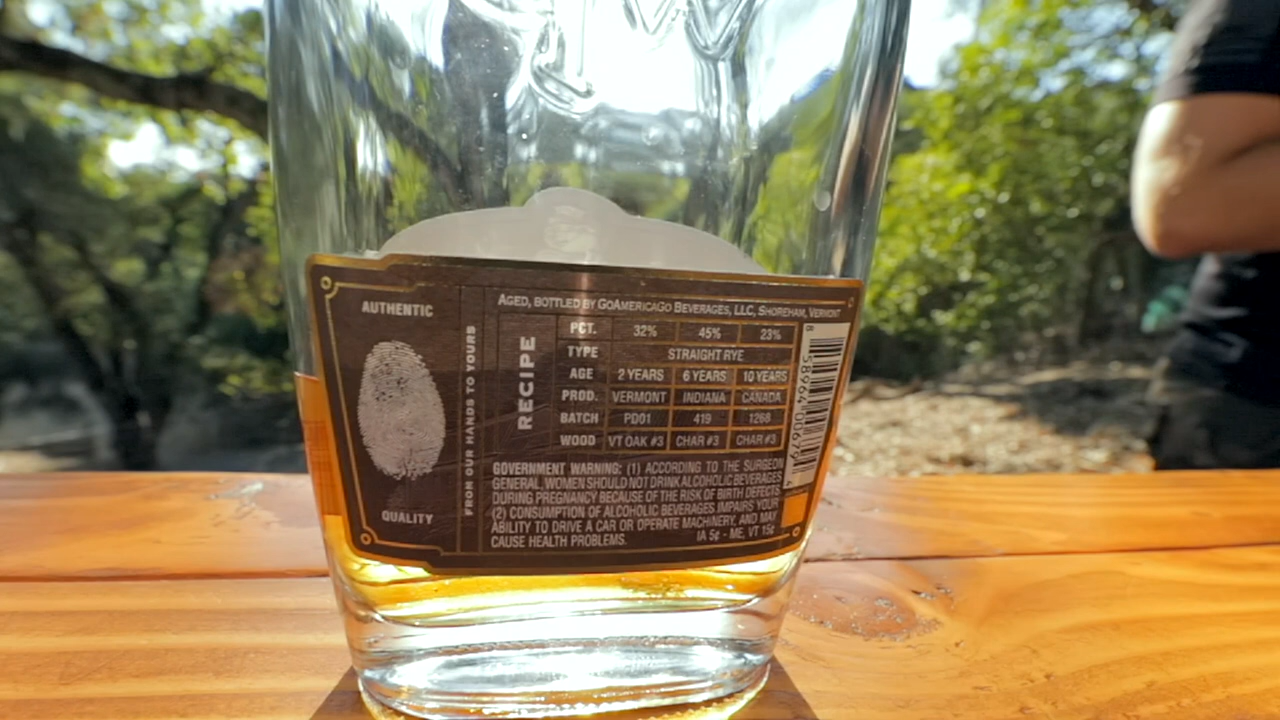 AUTHENTIC
QUALITY
FROM OUR HANDS TO YOURS
AGED, BOTTLED BY GOAMERICAGO BEVERAGES, LLC, SHOREHAM, VERMONT
RECIPE
PCT. 32% 45% 23%
TYPE STRAIGHT RYE
AGE 2 YEARS 6 YEARS 10 YEARS
PROD. VERMONT INDIANA CANADA
BATCH PD01 419 1268
WOOD VT OAK #3 CHAR #3 CHAR #3
GOVERNMENT WARNING: (1) ACCORDING TO THE SURGEON
GENERAL, WOMEN SHOULD NOT DRINK ALCOHOLIC BEVERAGES
DURING PREGNANCY BECAUSE OF THE RISK OF BIRTH DEFECTS.
(2) CONSUMPTION OF ALCOHOLIC BEVERAGES IMPAIRS YOUR
ABILITY TO DRIVE A CAR OR OPERATE MACHINERY, AND MAY
CAUSE HEALTH PROBLEMS. IA 5¢ - ME, VT 15¢
8 58964 00679 4